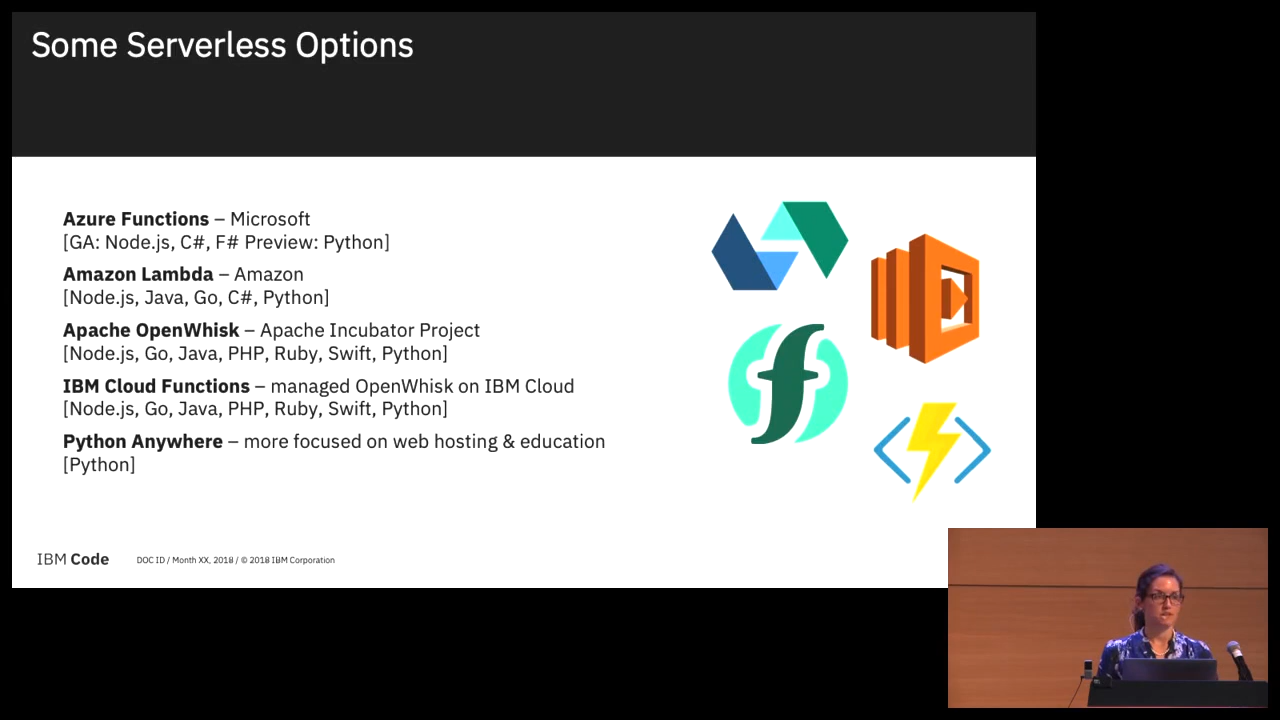 Some Serverless Options
Azure Functions – Microsoft
[GA: Node.js, C#, F# Preview: Python]
Amazon Lambda – Amazon
[Node.js, Java, Go, C#, Python]
Apache OpenWhisk – Apache Incubator Project
[Node.js, Go, Java, PHP, Ruby, Swift, Python]
IBM Cloud Functions – managed OpenWhisk on IBM Cloud
[Node.js, Go, Java, PHP, Ruby, Swift, Python]
Python Anywhere – more focused on web hosting & education
[Python]
IBM Code DOC ID / Month XX, 2018 / © 2018 IBM Corporation